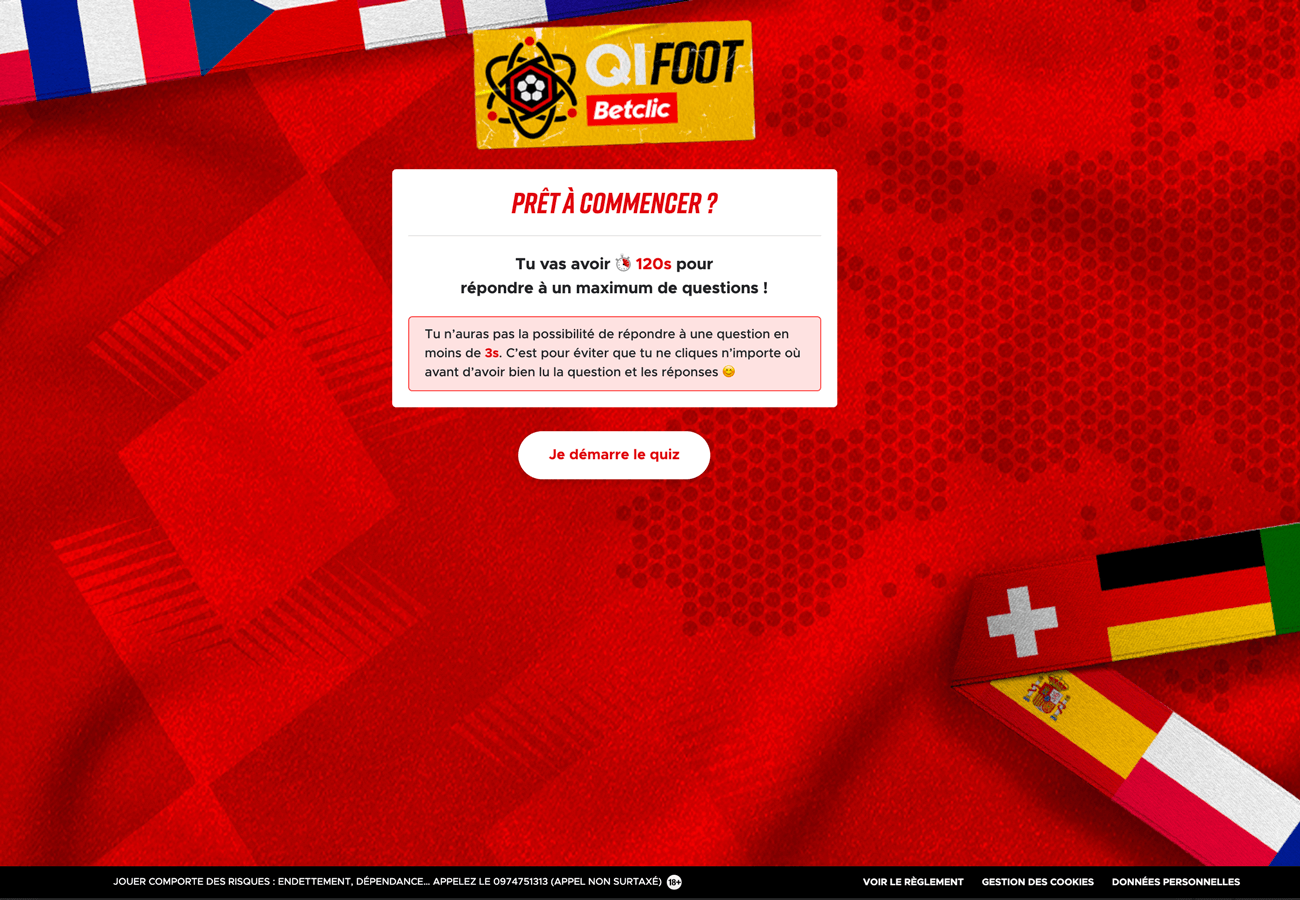 QI FOOT
Betclic
PRÊT À COMMENCER ?
Tu vas avoir ⏱ 120s pour
répondre à un maximum de questions !
Tu n'auras pas la possibilité de répondre à une question en
moins de 3s. C'est pour éviter que tu ne cliques n'importe où
avant d'avoir bien lu la question et les réponses 😊
Je démarre le quiz
JOUER COMPORTE DES RISQUES : ENDETTEMENT, DÉPENDANCE... APPELEZ LE 0974751313 (APPEL NON SURTAXÉ) 18+ VOIR LE RÈGLEMENT GESTION DES COOKIES DONNÉES PERSONNELLES